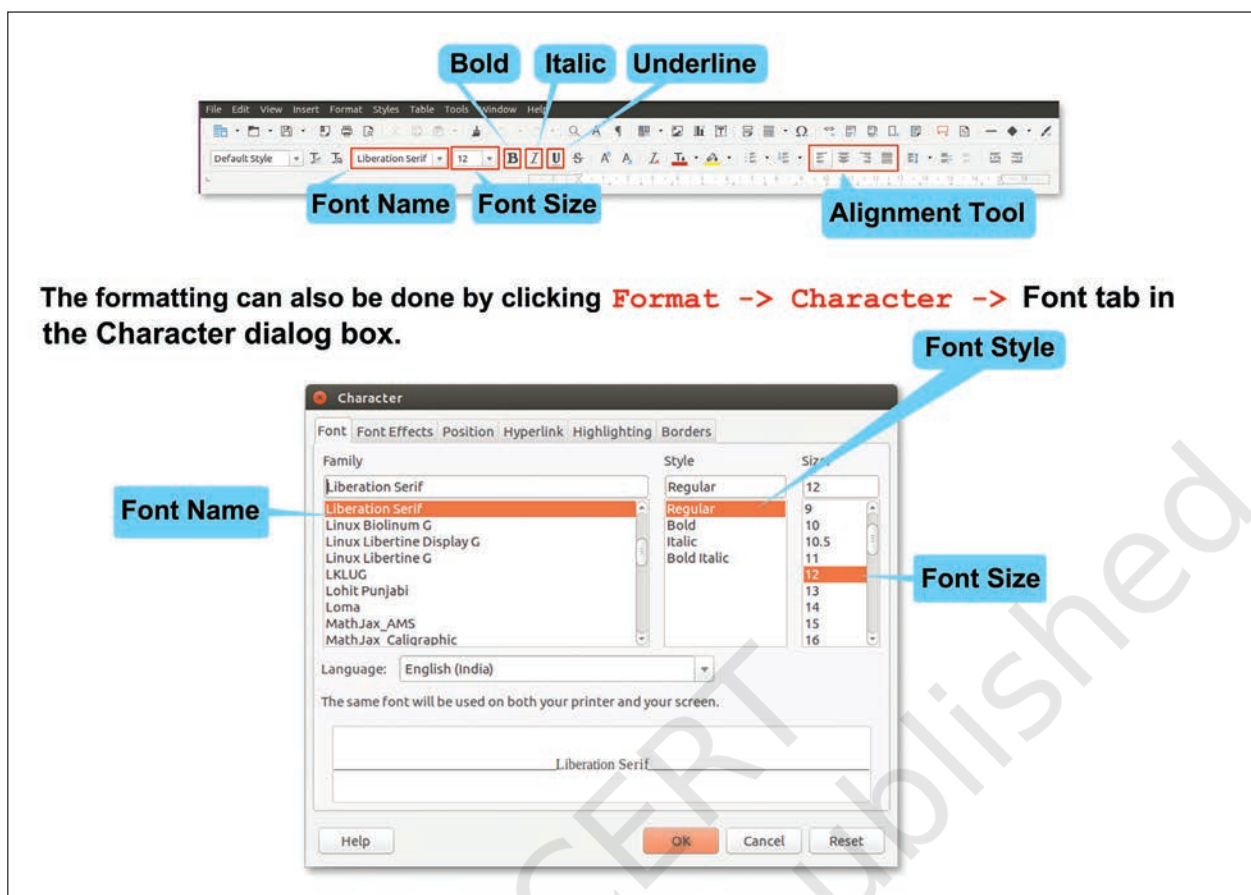 Bold Italic Underline
File Edit View Insert Format Styles Table Tools Window Help
Default Style Liberation Serif 12 B I U S
Font Name Font Size Alignment Tool
The formatting can also be done by clicking Format -> Character -> Font tab in
the Character dialog box.
Font Style
Character
Font Font Effects Position Hyperlink Highlighting Borders
Family Style Size:
Liberation Serif Regular 12
Liberation Serif Regular 9
Linux Biolinum G Bold 10
Linux Libertine Display G Italic 10.5
Linux Libertine G Bold Italic 11
LKLUG 12
Lohit Punjabi 13
Loma 14
MathJax_AMS 15
MathJax_Caligraphic 16
Font Name
Font Size
Language: English (India)
The same font will be used on both your printer and your screen.
Liberation Serif
Help OK Cancel Reset